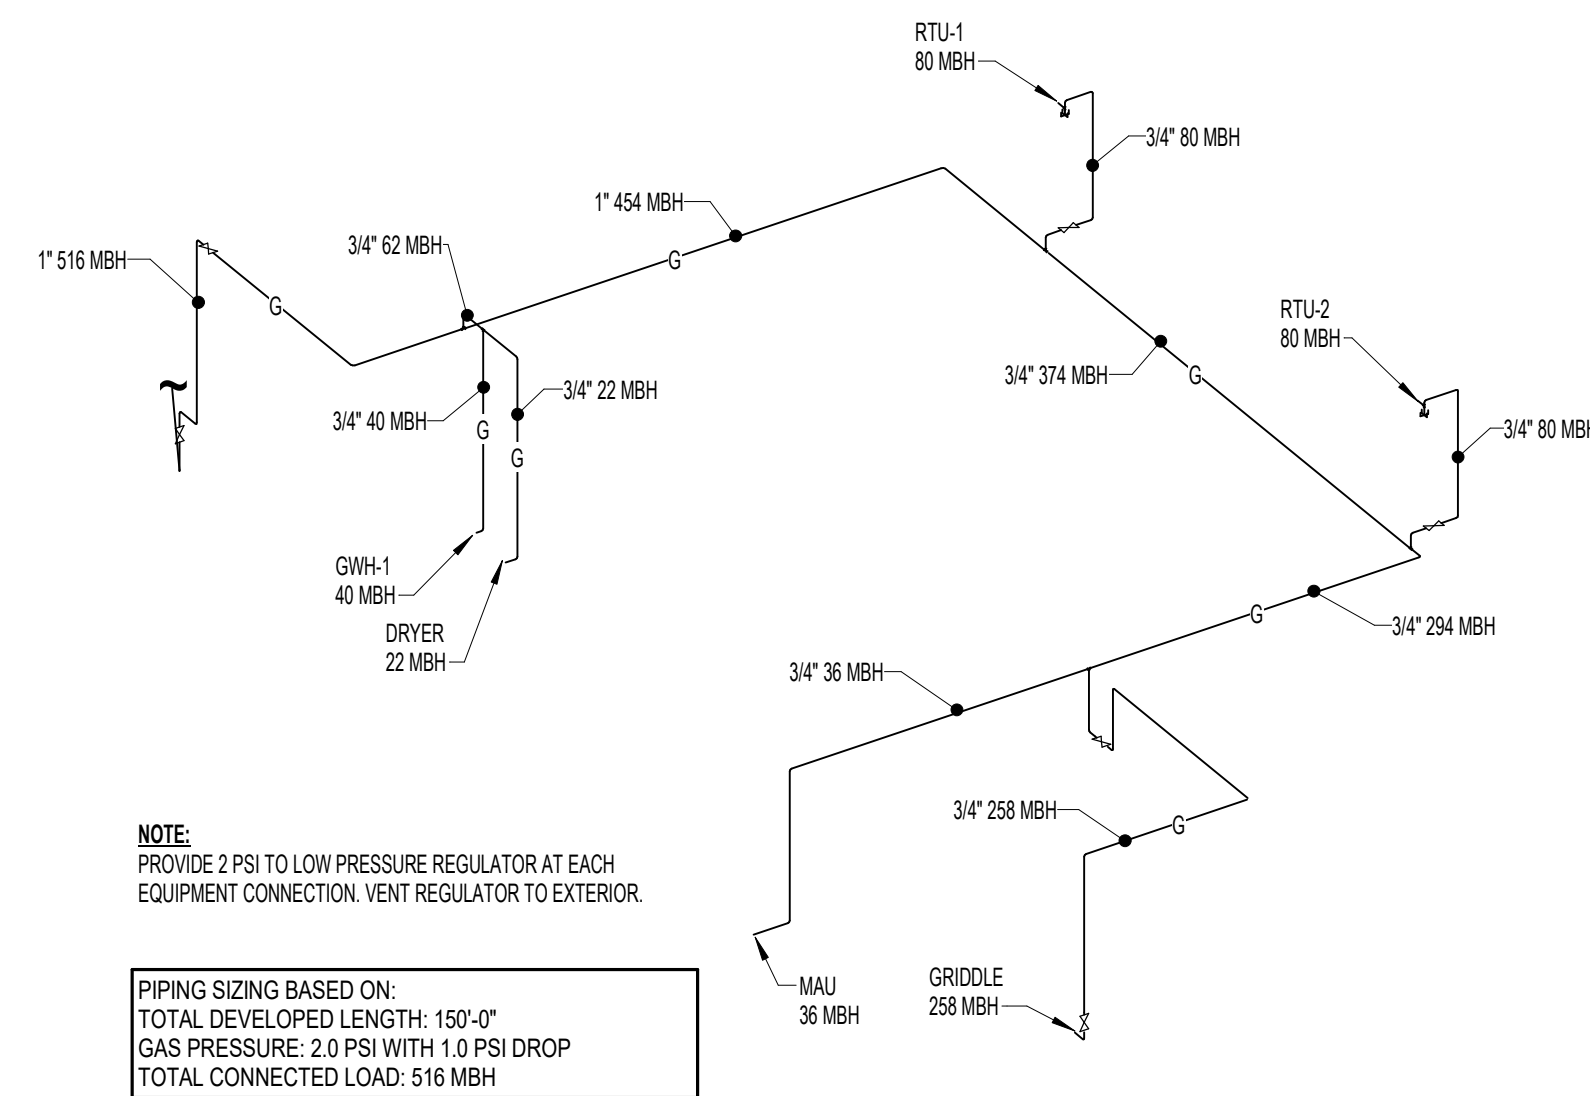 RTU-1
80 MBH
3/4" 80 MBH
1" 454 MBH
3/4" 62 MBH
1" 516 MBH
G
G
RTU-2
80 MBH
3/4" 374 MBH
G
3/4" 22 MBH
3/4" 40 MBH
G
G
3/4" 80 MBH
GWH-1
40 MBH
DRYER
22 MBH
G
3/4" 294 MBH
3/4" 36 MBH
3/4" 258 MBH
G
NOTE:
PROVIDE 2 PSI TO LOW PRESSURE REGULATOR AT EACH
EQUIPMENT CONNECTION. VENT REGULATOR TO EXTERIOR.
MAU
36 MBH
GRIDDLE
258 MBH
PIPING SIZING BASED ON:
TOTAL DEVELOPED LENGTH: 150'-0"
GAS PRESSURE: 2.0 PSI WITH 1.0 PSI DROP
TOTAL CONNECTED LOAD: 516 MBH